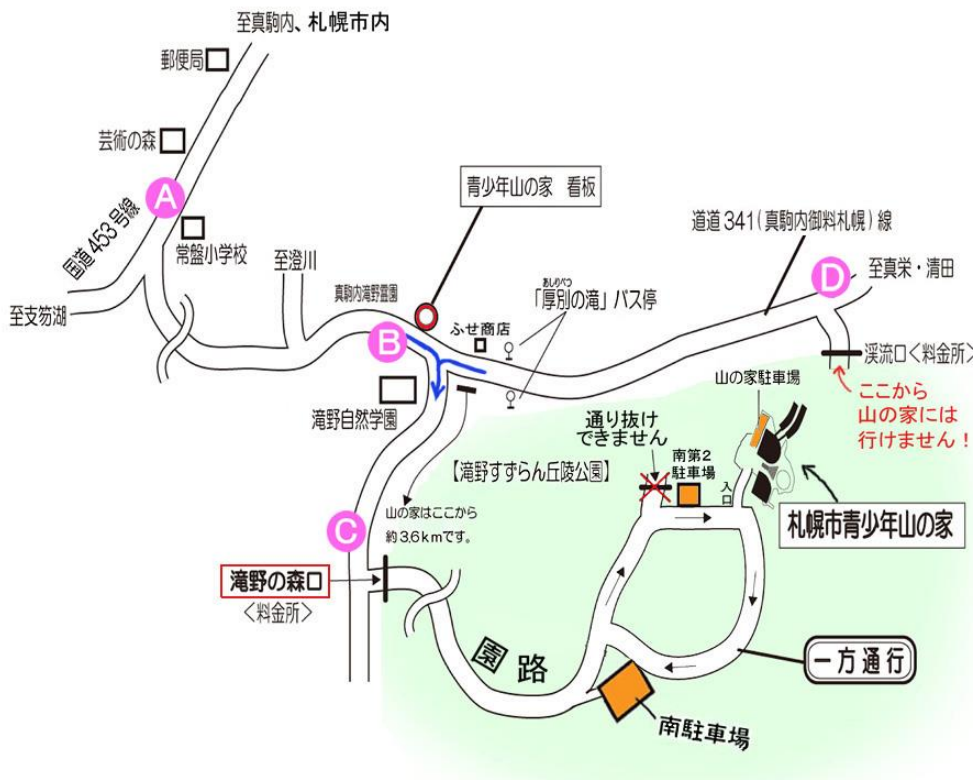 至真駒内、札幌市内
郵便局
芸術の森
A
国道453号線
常盤小学校
至支笏湖
至澄川
青少年山の家 看板
真駒内滝野霊園
B
ふせ商店
あしりべつ
「厚別の滝」バス停
道道341(真駒内御料札幌)線
D
至真栄・清田
渓流口<料金所>
ここから
山の家には
行けません!
滝野自然学園
【滝野すずらん丘陵公園】
山の家はここから
約3.6kmです。
通り抜け
できません
南第2
駐車場
山の家駐車場
入口
札幌市青少年山の家
C
滝野の森口
<料金所>
園路
一方通行
南駐車場